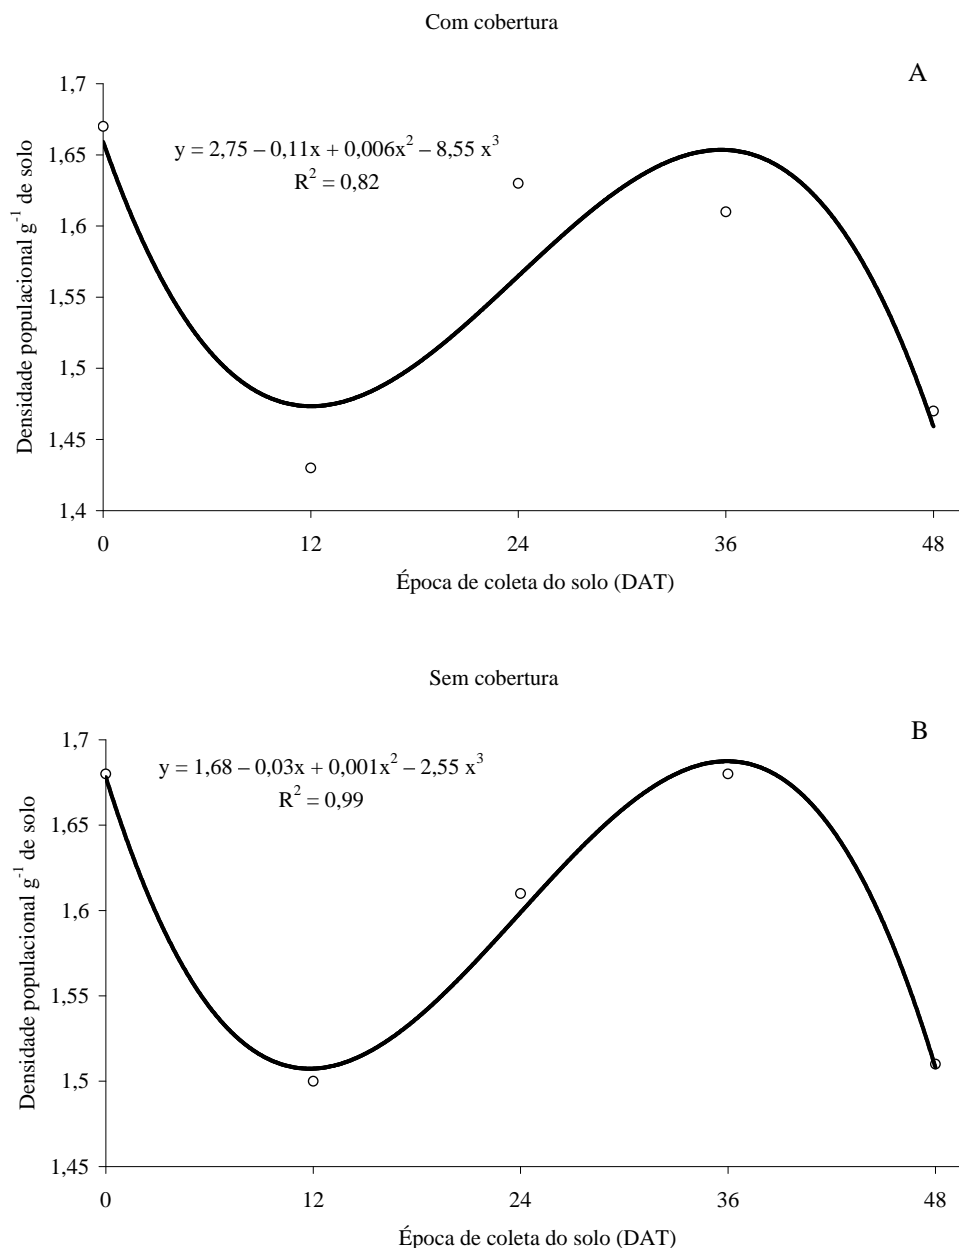 Com cobertura
A
1,7
1,65
1,6
1,55
1,5
1,45
1,4
Densidade populacional g⁻¹ de solo
y = 2,75 – 0,11x + 0,006x² – 8,55 x³
R² = 0,82
0 12 24 36 48
Época de coleta do solo (DAT)
Sem cobertura
B
1,7
1,65
1,6
1,55
1,5
1,45
Densidade populacional g⁻¹ de solo
y = 1,68 – 0,03x + 0,001x² – 2,55 x³
R² = 0,99
0 12 24 36 48
Época de coleta do solo (DAT)